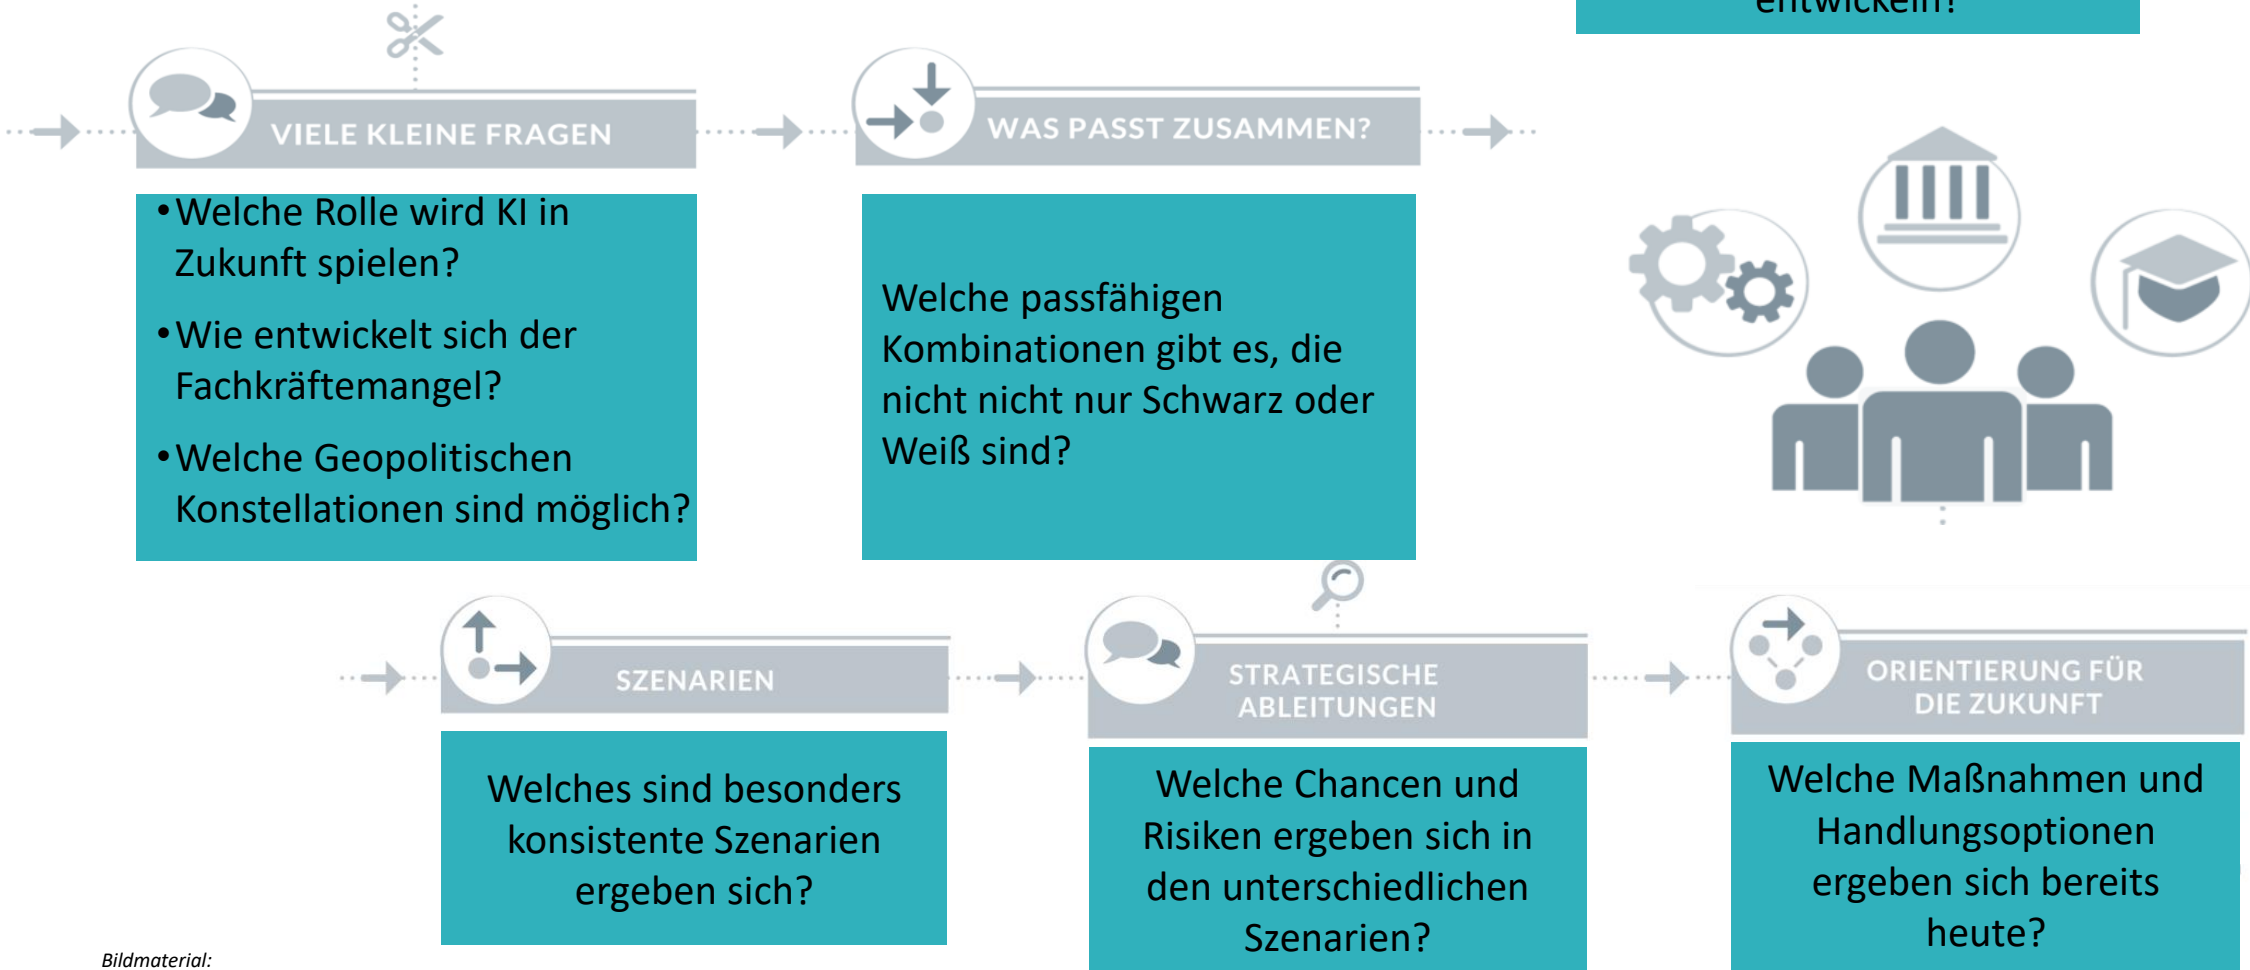 entwickeln?
VIELE KLEINE FRAGEN
•Welche Rolle wird KI in
Zukunft spielen?
•Wie entwickelt sich der
Fachkräftemangel?
•Welche Geopolitischen
Konstellationen sind möglich?
WAS PASST ZUSAMMEN?
Welche passfähigen
Kombinationen gibt es, die
nicht nicht nur Schwarz oder
Weiß sind?
SZENARIEN
Welches sind besonders
konsistente Szenarien
ergeben sich?
STRATEGISCHE
ABLEITUNGEN
Welche Chancen und
Risiken ergeben sich in
den unterschiedlichen
Szenarien?
ORIENTIERUNG FÜR
DIE ZUKUNFT
Welche Maßnahmen und
Handlungsoptionen
ergeben sich bereits
heute?
Bildmaterial: